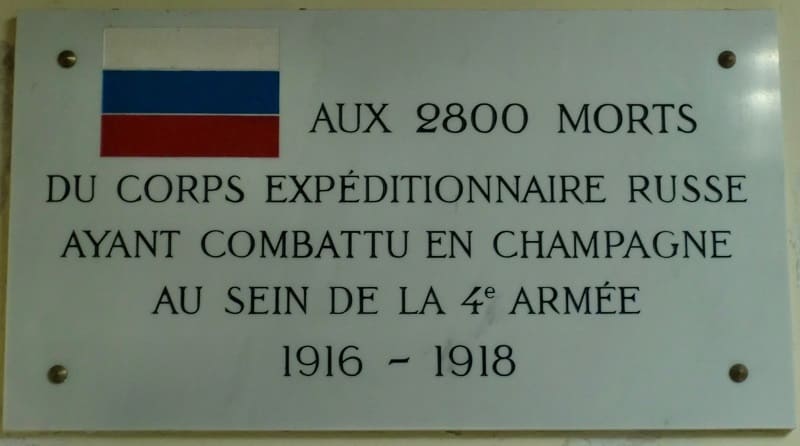 AUX 2800 MORTS
DU CORPS EXPÉDITIONNAIRE RUSSE
AYANT COMBATTU EN CHAMPAGNE
AU SEIN DE LA 4e ARMÉE
1916 - 1918